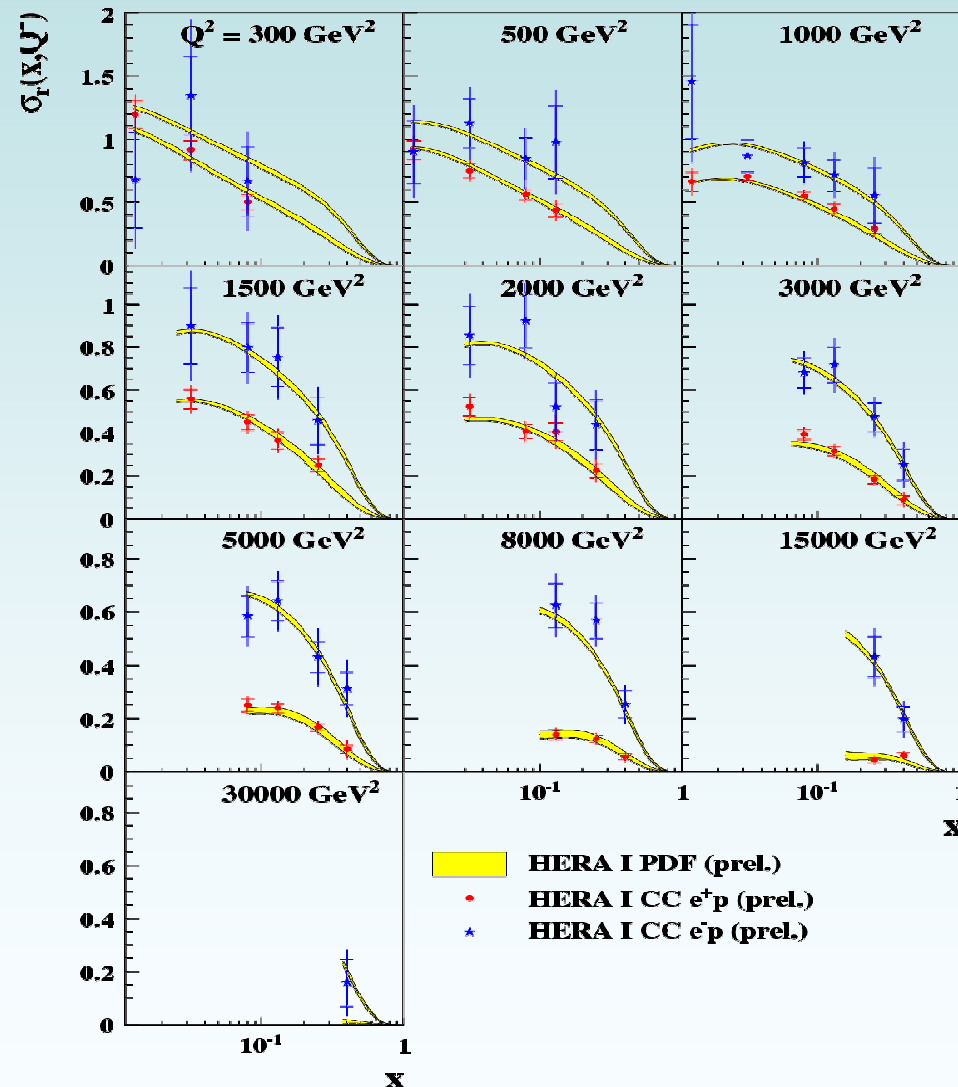 σr(x,Q²)
Q² = 300 GeV²
500 GeV²
1000 GeV²
2
1.5
1
0.5
0
1500 GeV²
2000 GeV²
3000 GeV²
1
0.8
0.6
0.4
0.2
0
5000 GeV²
8000 GeV²
15000 GeV²
0.8
0.6
0.4
0.2
0
10⁻¹
1
10⁻¹
1
x
30000 GeV²
0.8
0.6
0.4
0.2
0
10⁻¹
1
x
HERA I PDF (prel.)
HERA I CC e⁺p (prel.)
HERA I CC e⁻p (prel.)